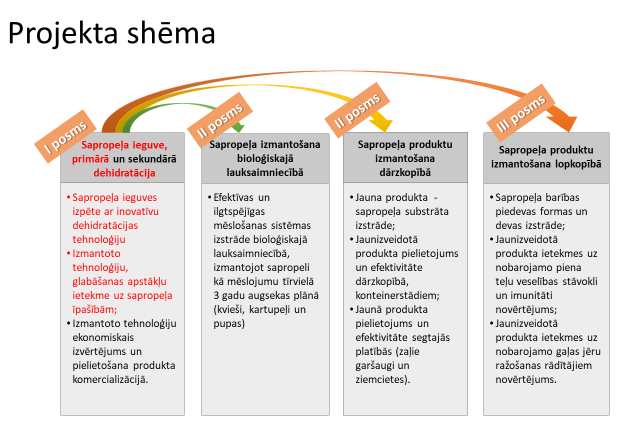 Projekta shēma
I posms
Sapropeļa ieguve,
primārā un sekundārā
dehidratācija
• Sapropeļa ieguves
izpēte ar inovatīvu
dehidratācijas
tehnoloģiju
• Izmantoto
tehnoloģiju,
glabāšanas apstākļu
ietekme uz sapropeļa
īpašībām;
• Izmantoto tehnoloģiju
ekonomiskais
izvērtējums un
pielietošana produkta
komercializācijā.
II posms
Sapropeļa izmantošana
bioloģiskajā
lauksaimniecībā
• Efektīvas un
ilgtspējīgas
mēslošanas sistēmas
izstrāde bioloģiskajā
lauksaimniecībā,
izmantojot sapropeli
kā mēslojumu tīrvielā
3 gadu augsekas plānā
(kvieši, kartupeļi un
pupas)
II posms
Sapropeļa produktu
izmantošana
dārzkopībā
• Jauna produkta -
sapropeļa substrāta
izstrāde;
• Jaunizveidotā
produkta pielietojums
un efektivitāte
dārzkopībā,
konteinerstādiem;
• Jaunā produkta
pielietojums un
efektivitāte segtajās
platībās (zaļie
garšaugi un
ziemcietes).
III posms
Sapropeļa produktu
izmantošana lopkopībā
• Sapropeļa barības
piedevas formas un
devas izstrāde;
• Jaunizveidotā
produkta ietekmes uz
nobarojamo piena
teļu veselības stāvokli
un imunitāti
novērtējums;
• Jaunizveidotā
produkta ietekmes uz
nobarojamo gaļas jēru
ražošanas rādītājiem
novērtējums.